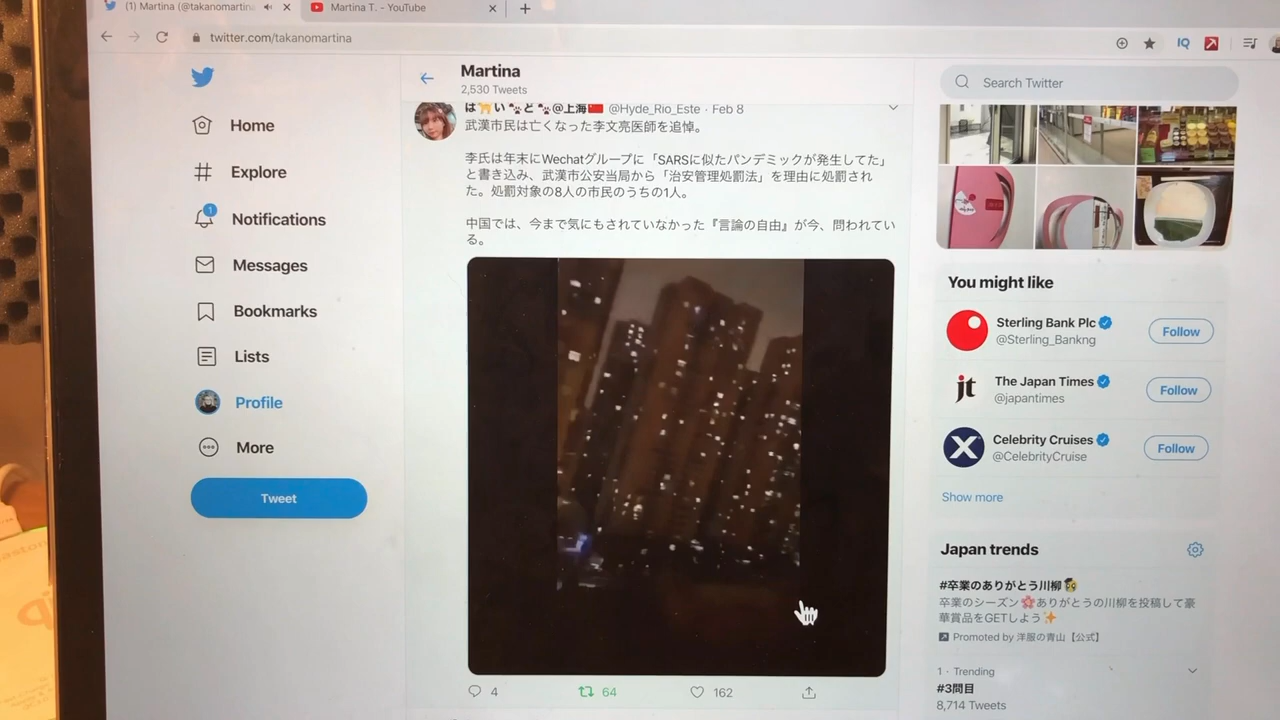 (1) Martina (@takanomartina
Martina T. - YouTube
twitter.com/takanomartina
Home
Explore
1
Notifications
Messages
Bookmarks
Lists
Profile
More
Tweet
Martina
2,530 Tweets
は🐪い🐾ど🐾@上海🇨🇳 @Hyde_Rio_Este · Feb 8
武漢市民は亡くなった李文亮医師を追悼。
李氏は年末にWechatグループに「SARSに似たパンデミックが発生してた」
と書き込み、武漢市公安当局から「治安管理処罰法」を理由に処罰され
た。処罰対象の8人の市民のうちの1人。
中国では、今まで気にもされていなかった『言論の自由』が今、問われてい
る。
4
64
162
IQ
Search Twitter
You might like
Sterling Bank Plc
@Sterling_Bankng
Follow
jt
The Japan Times
@japantimes
Follow
X
Celebrity Cruises
@CelebrityCruise
Follow
Show more
Japan trends
#卒業のありがとう川柳
卒業のシーズン🌸ありがとうの川柳を投稿して豪
華賞品をGETしよう✨
Promoted by 洋服の青山【公式】
1 · Trending
#3問目
8,714 Tweets